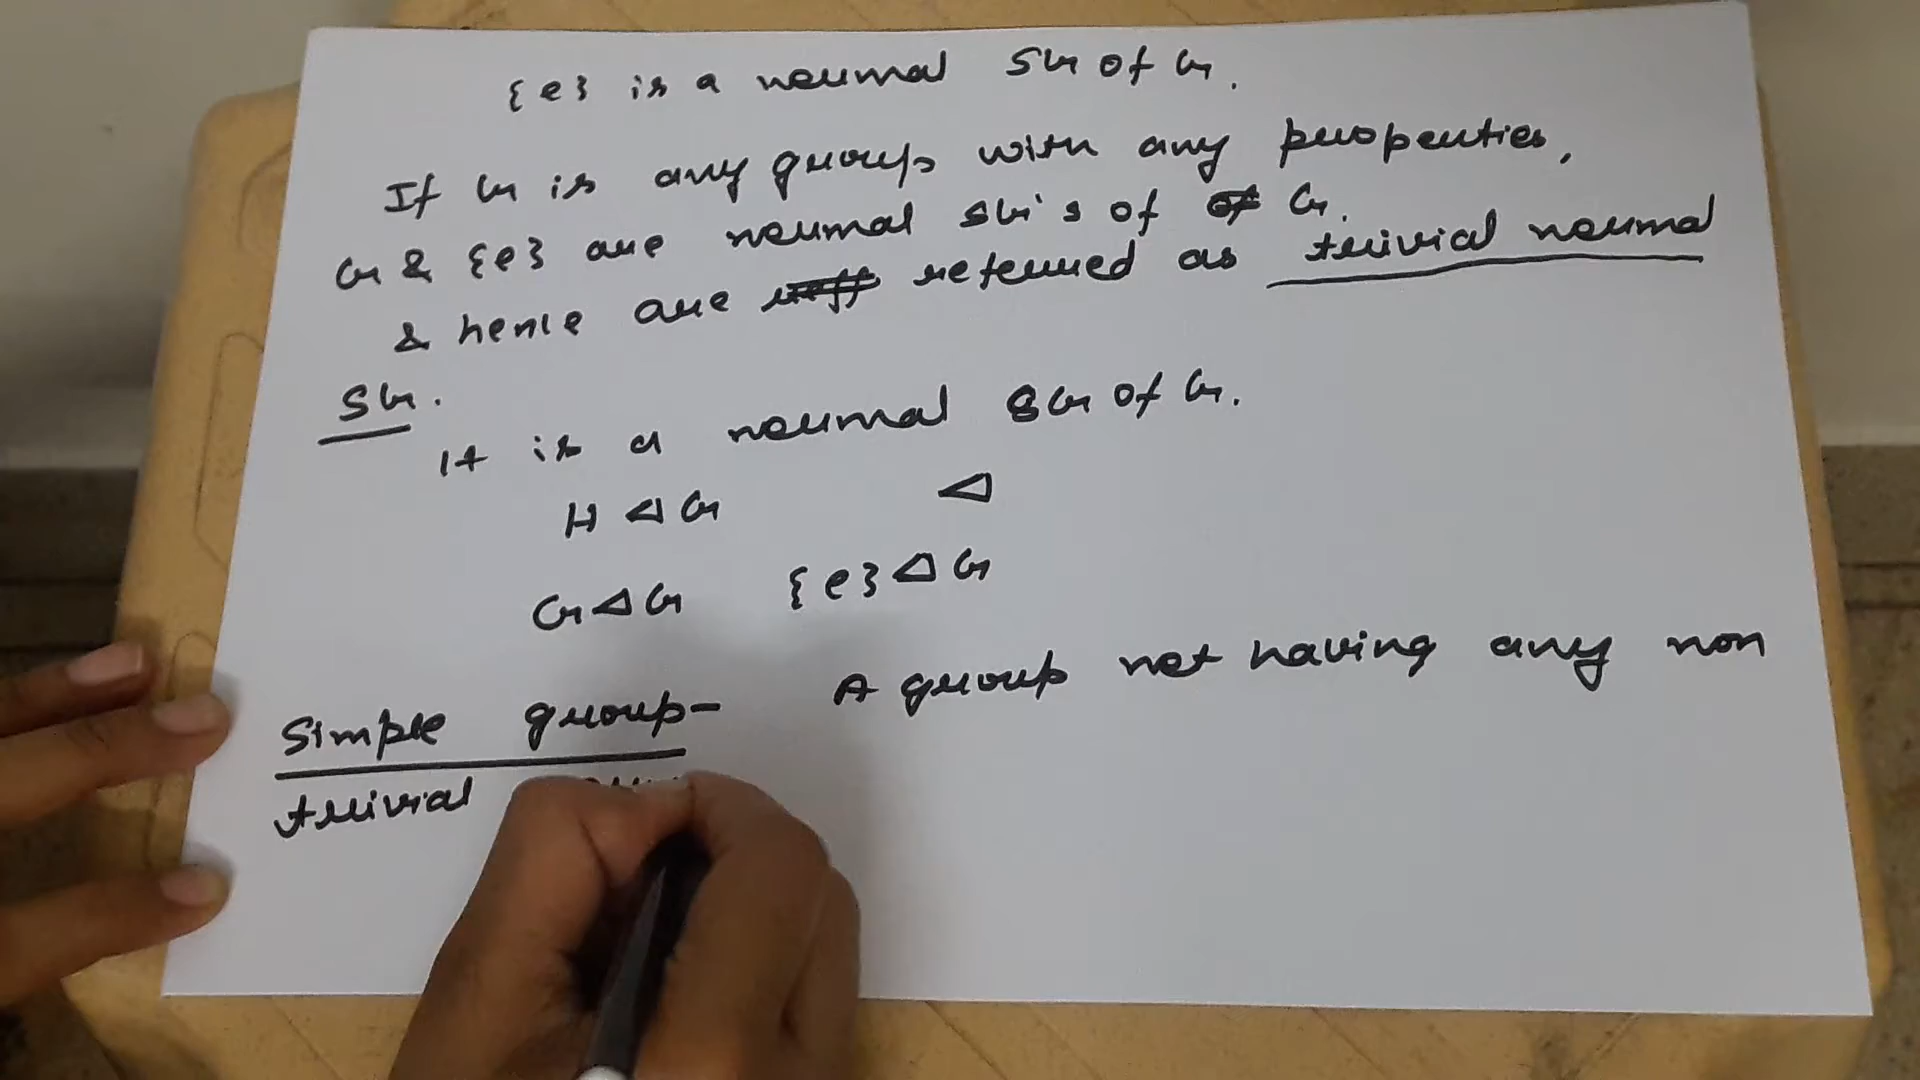 {e} is a normal SG of G.
If G is any group with any properties,
G & {e} are normal SG's of G.
& hence are referred as trivial normal
SG.
It is a normal SG of G.
H ⊲ G ⊲
G ⊲ G {e} ⊲ G
Simple group- A group not having any non
trivial